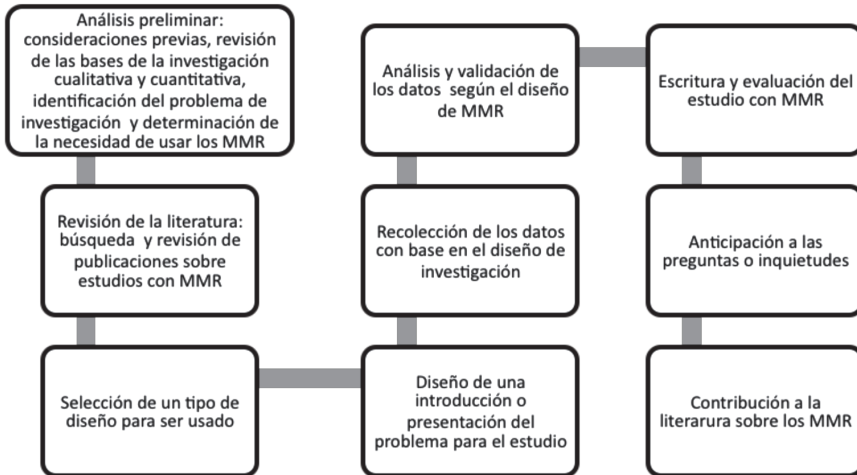 Análisis preliminar:
consideraciones previas, revisión
de las bases de la investigación
cualitativa y cuantitativa,
identificación del problema de
investigación y determinación de
la necesidad de usar los MMR
Revisión de la literatura:
búsqueda y revisión de
publicaciones sobre
estudios con MMR
Selección de un tipo de
diseño para ser usado
Diseño de una
introducción o
presentación del
problema para el estudio
Recolección de los datos
con base en el diseño de
investigación
Análisis y validación de
los datos según el diseño
de MMR
Escritura y evaluación del
estudio con MMR
Anticipación a las
preguntas o inquietudes
Contribución a la
literarura sobre los MMR